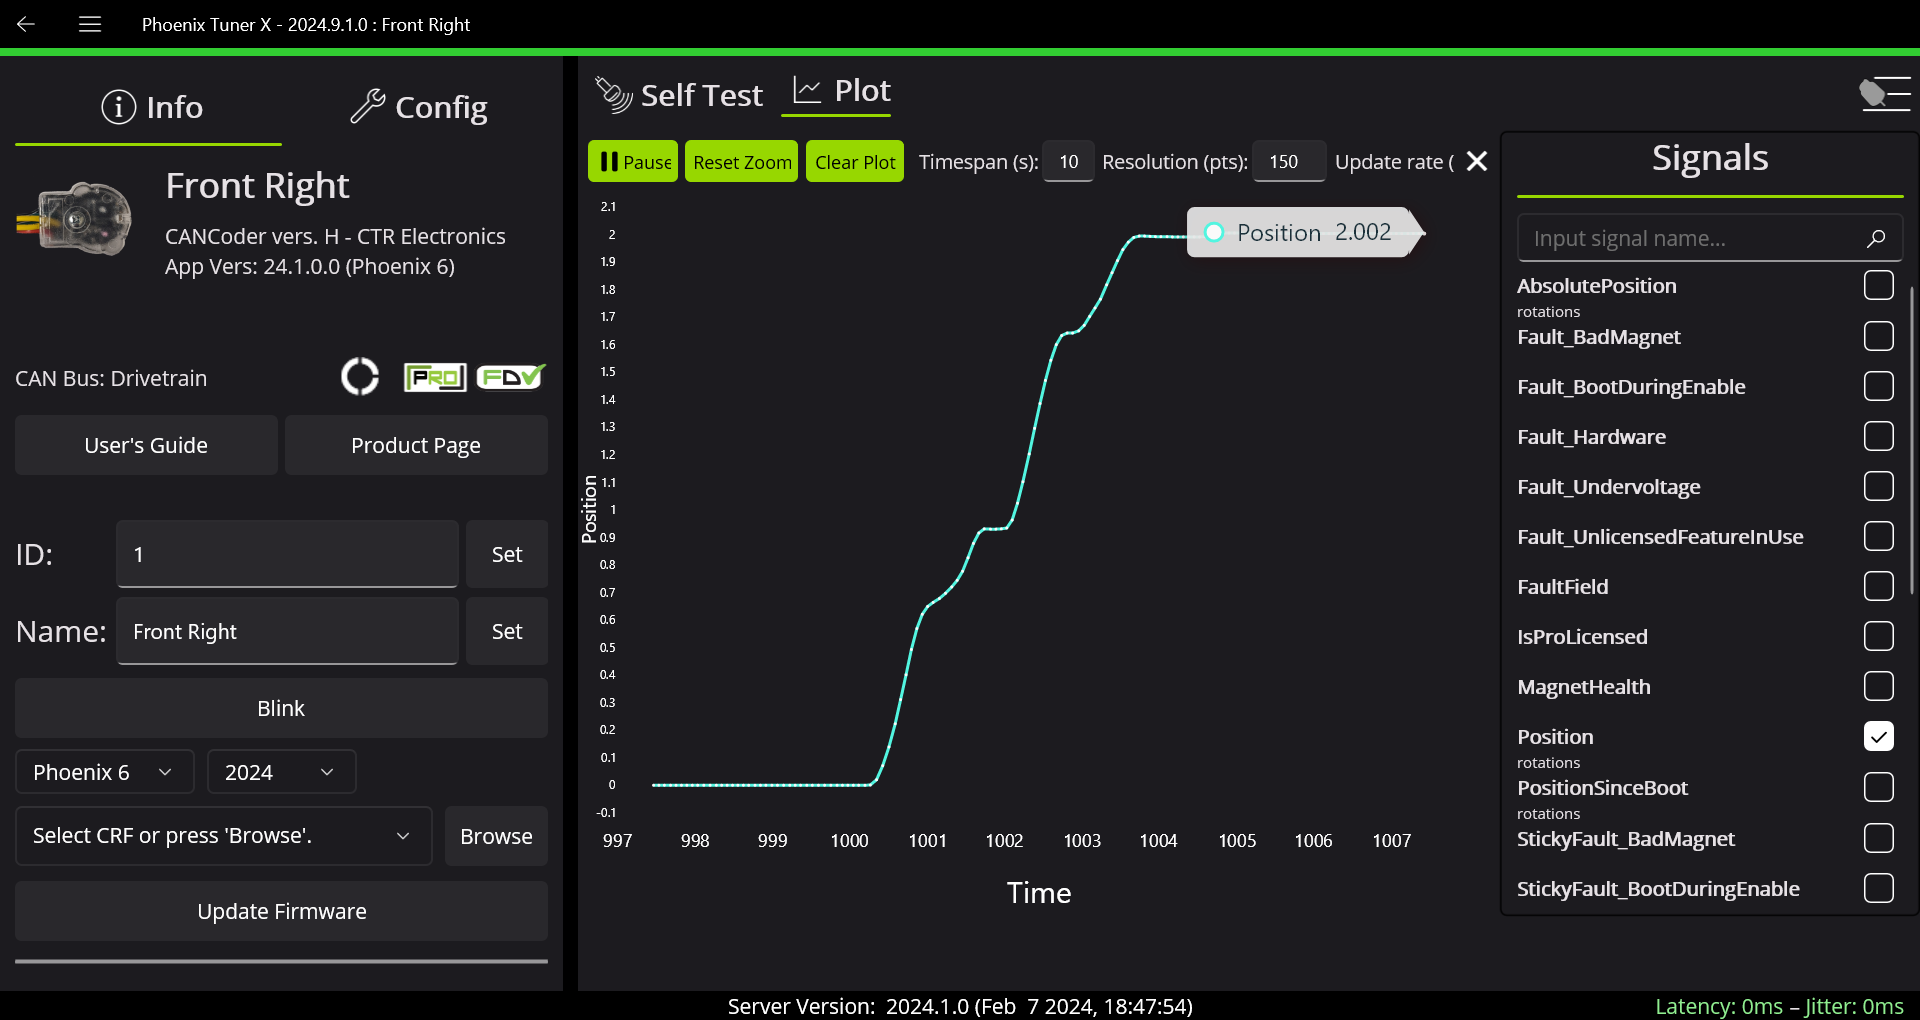 Phoenix Tuner X - 2024.9.1.0 : Front Right
Info
Config
Front Right
CANCoder vers. H - CTR Electronics
App Vers: 24.1.0.0 (Phoenix 6)
CAN Bus: Drivetrain
PRO
FDV
User's Guide
Product Page
ID:
1
Set
Name:
Front Right
Set
Blink
Phoenix 6
2024
Select CRF or press 'Browse'.
Browse
Update Firmware
Self Test
Plot
Pause
Reset Zoom
Clear Plot
Timespan (s):
10
Resolution (pts):
150
Update rate (
Position 2.002
2.1
2
1.9
1.8
1.7
1.6
1.5
1.4
1.3
1.2
1.1
1
0.9
0.8
0.7
0.6
0.5
0.4
0.3
0.2
0.1
0
-0.1
Position
997
998
999
1000
1001
1002
1003
1004
1005
1006
1007
Time
Signals
Input signal name...
AbsolutePosition
rotations
Fault_BadMagnet
Fault_BootDuringEnable
Fault_Hardware
Fault_Undervoltage
Fault_UnlicensedFeatureInUse
FaultField
IsProLicensed
MagnetHealth
Position
rotations
PositionSinceBoot
rotations
StickyFault_BadMagnet
StickyFault_BootDuringEnable
Server Version: 2024.1.0 (Feb 7 2024, 18:47:54)
Latency: 0ms – Jitter: 0ms